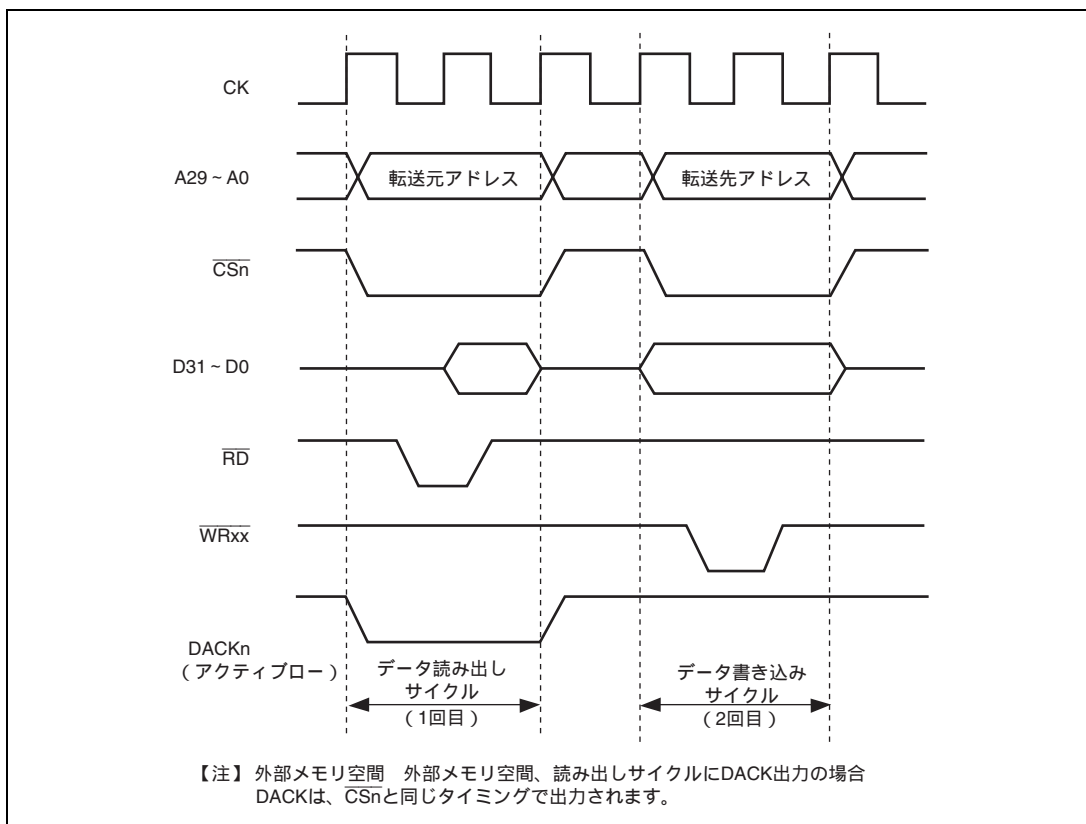 CK
A29 ~ A0
転送元アドレス
転送先アドレス
CSn
D31 ~ D0
RD
WRxx
DACKn
(アクティブロー)
データ読み出し
サイクル
(1回目)
データ書き込み
サイクル
(2回目)
【注】 外部メモリ空間 外部メモリ空間、読み出しサイクルにDACK出力の場合
DACKは、CSnと同じタイミングで出力されます。